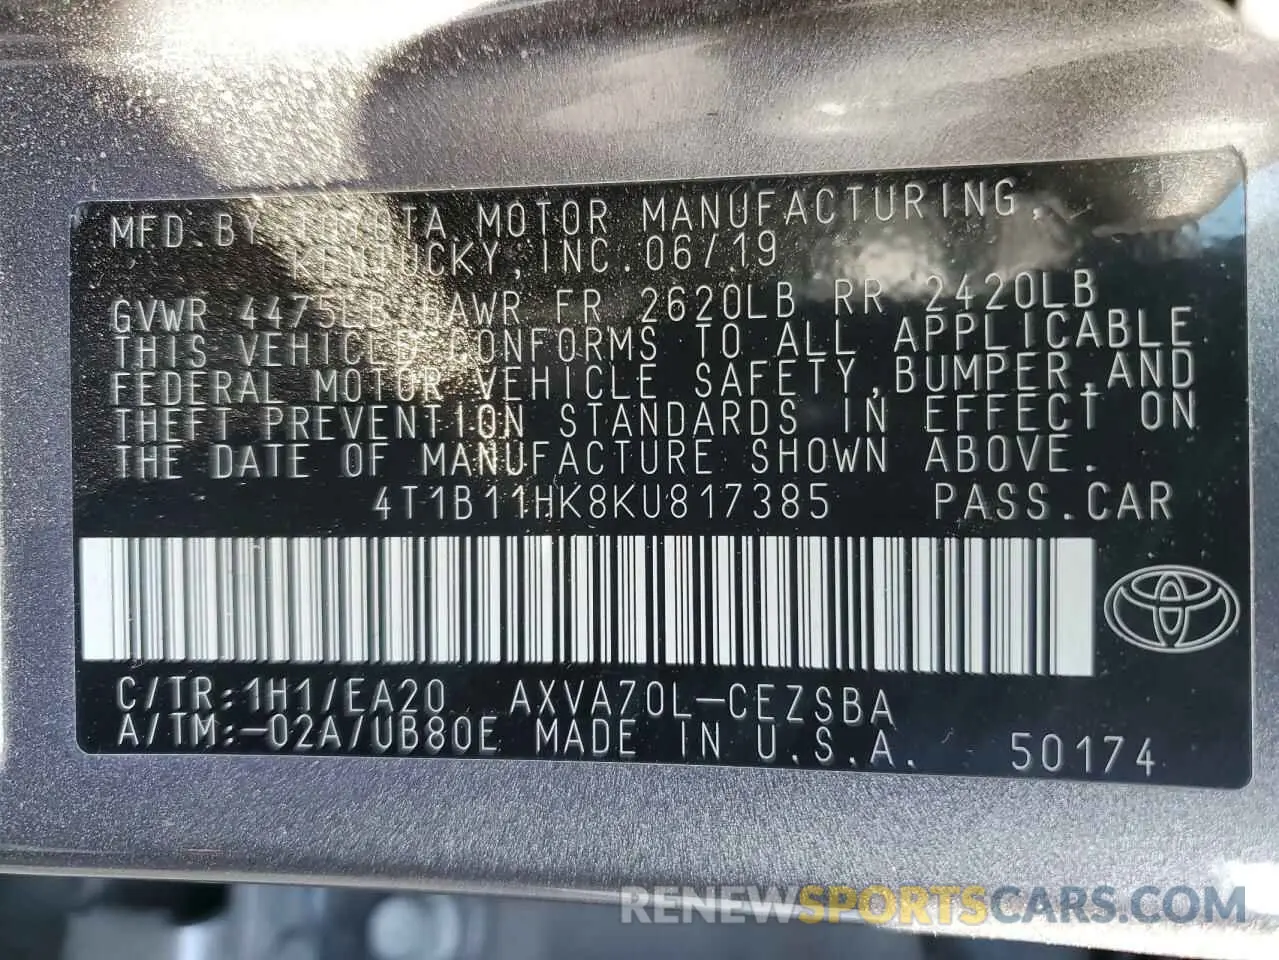 MFD.BY TOYOTA MOTOR MANUFACTURING,
KENTUCKY, INC. 06/19
GVWR 4475LB GAWR FR 2620LB RR 2420LB
THIS VEHICLE CONFORMS TO ALL APPLICABLE
FEDERAL MOTOR VEHICLE SAFETY, BUMPER, AND
THEFT PREVENTION STANDARDS IN EFFECT ON
THE DATE OF MANUFACTURE SHOWN ABOVE.
4T1B11HK8KU817385 PASS.CAR
C/TR:1H1/EA20 AXVA70L-CEZSBA
A/TM:-02A/UB80E MADE IN U.S.A. 50174
RENEWSPORTSCARS.COM